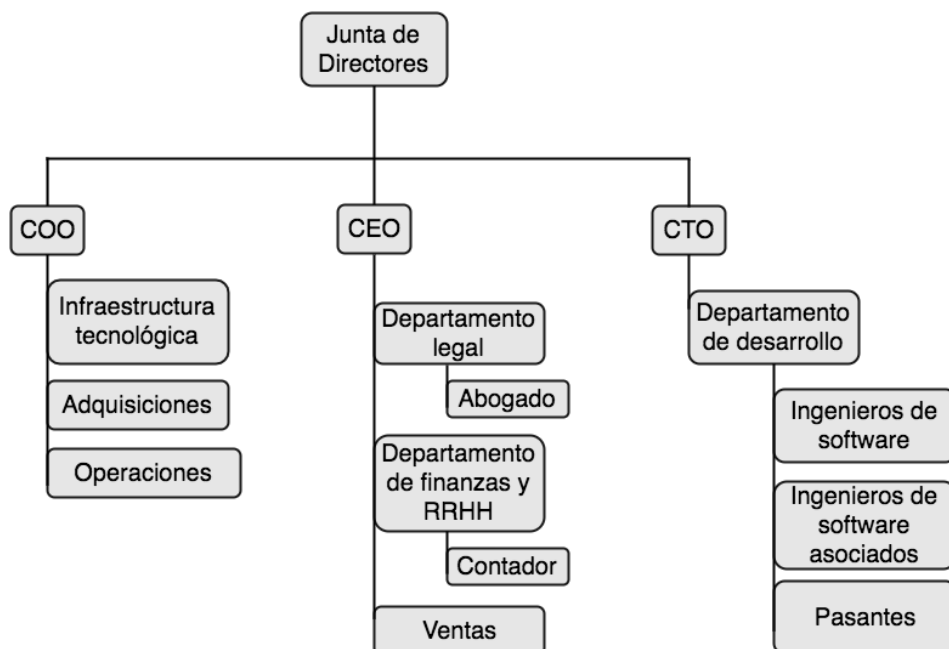 Junta de
Directores
COO
CEO
CTO
Infraestructura
tecnológica
Adquisiciones
Operaciones
Departamento
legal
Abogado
Departamento
de finanzas y
RRHH
Contador
Ventas
Departamento
de desarrollo
Ingenieros de
software
Ingenieros de
software
asociados
Pasantes